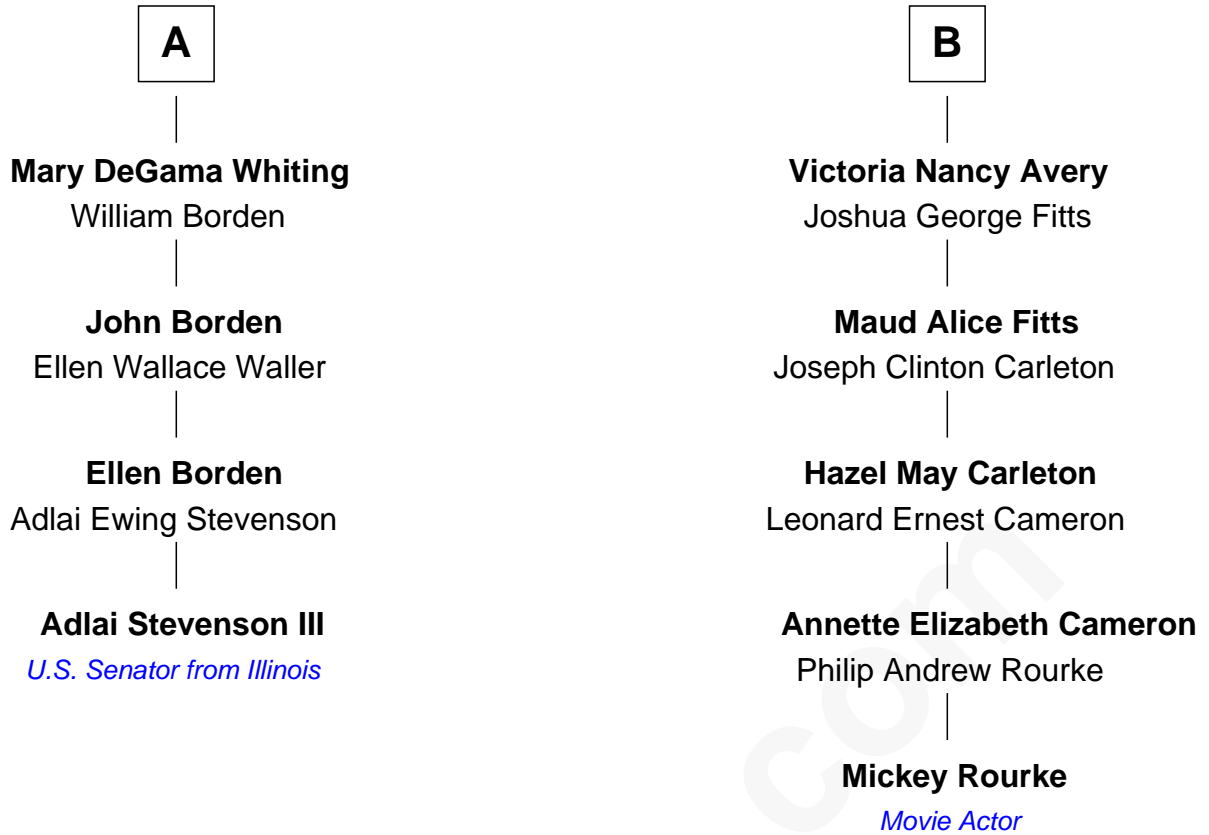 A
Mary DeGama Whiting
William Borden
John Borden
Ellen Wallace Waller
Ellen Borden
Adlai Ewing Stevenson
Adlai Stevenson III
U.S. Senator from Illinois
B
Victoria Nancy Avery
Joshua George Fitts
Maud Alice Fitts
Joseph Clinton Carleton
Hazel May Carleton
Leonard Ernest Cameron
Annette Elizabeth Cameron
Philip Andrew Rourke
Mickey Rourke
Movie Actor
com